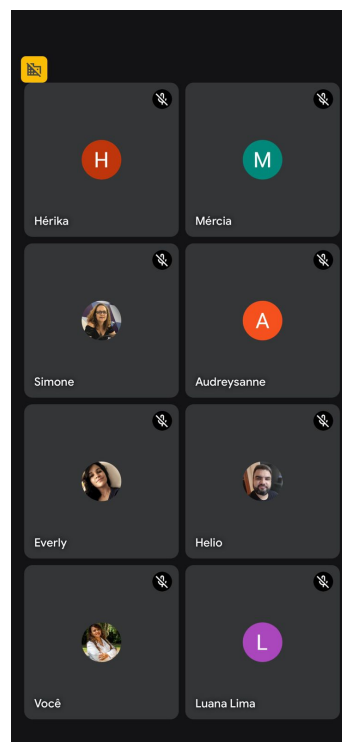 H
M
Hérika
Mércia
A
Simone
Audreysanne
Everly
Helio
L
Você
Luana Lima